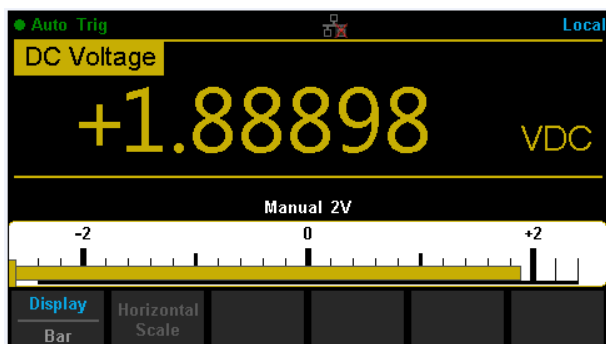 Auto Trig Local
DC Voltage
+1.88898 VDC
Manual 2V
-2 0 +2
Display Horizontal
Bar Scale